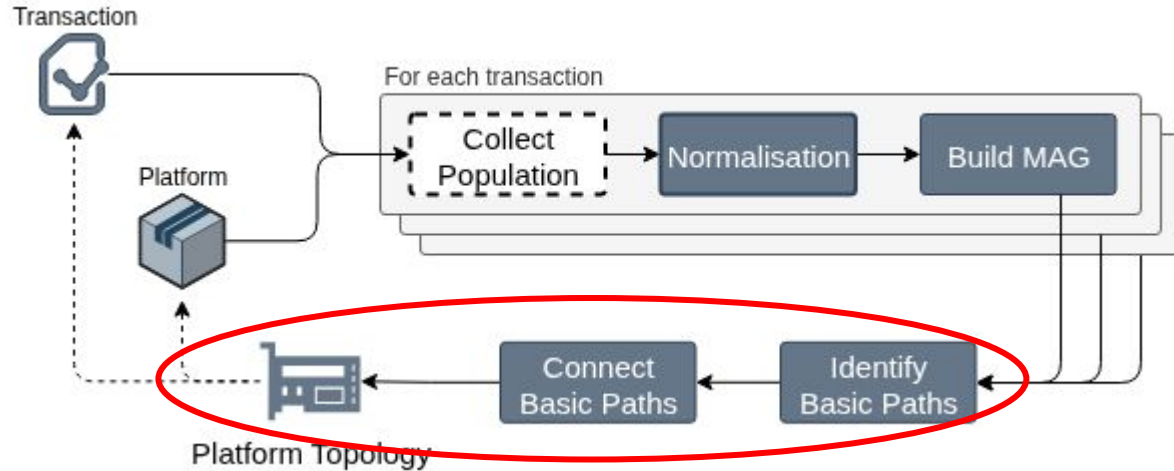 Transaction
For each transaction
Collect
Population
Normalisation
Build MAG
Platform
Connect
Basic Paths
Identify
Basic Paths
Platform Topology